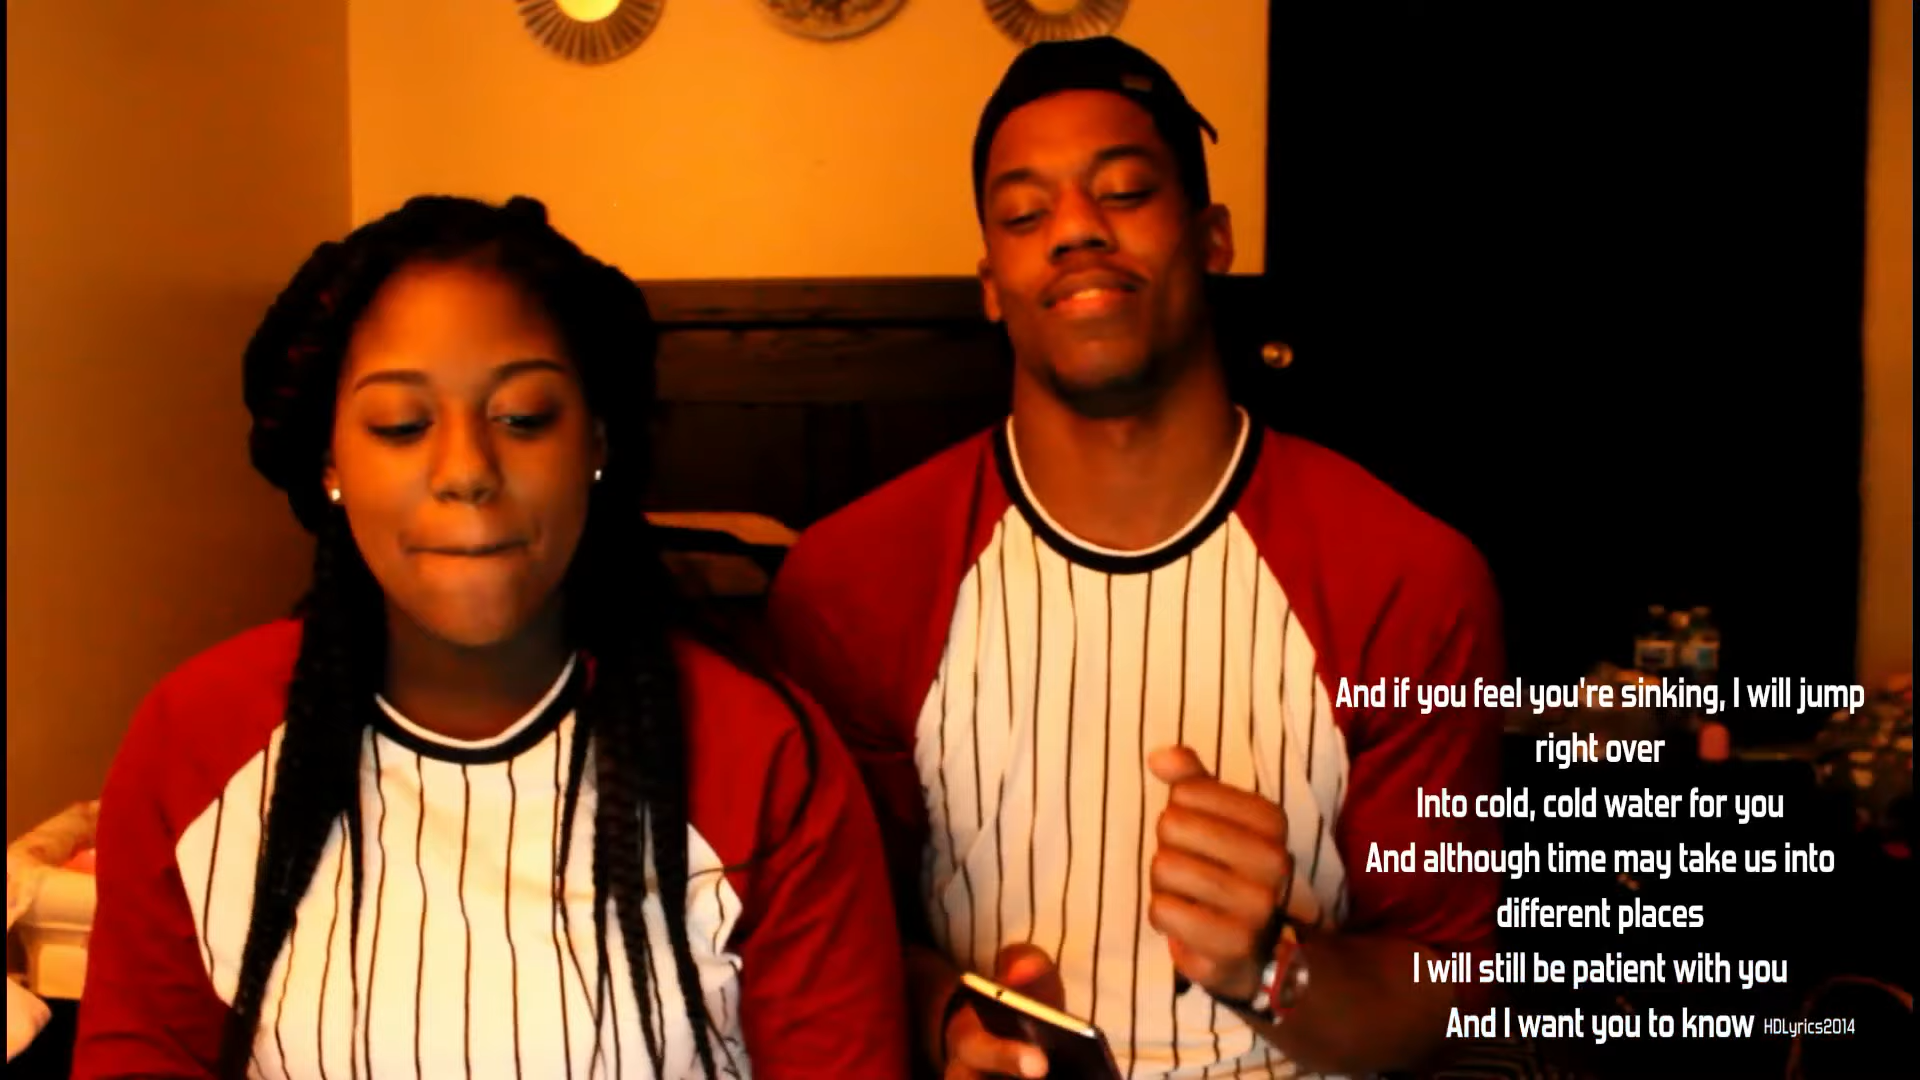 And if you feel you're sinking, I will jump
right over
Into cold, cold water for you
And although time may take us into
different places
I will still be patient with you
And I want you to know HDLyrics2014